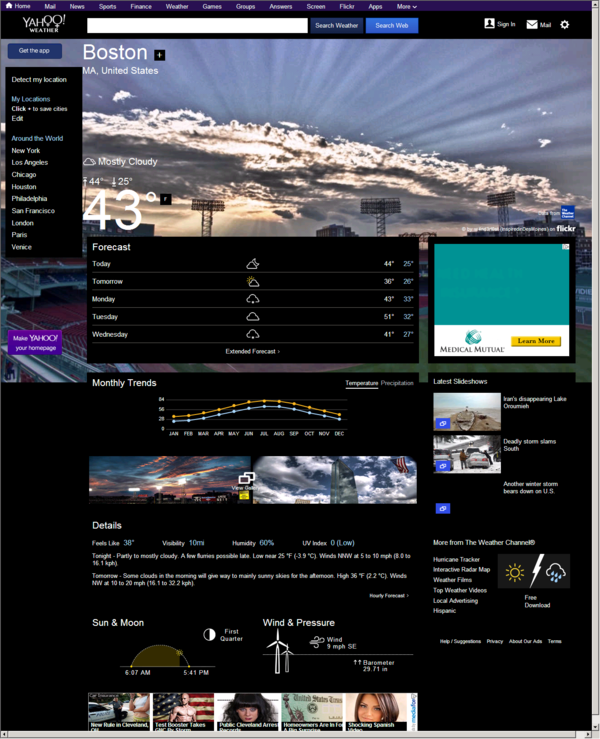 Home Mail News Sports Finance Weather Games Groups Answers Screen Flickr Apps More
YAHOO!
WEATHER
Search Weather
Search Web
Sign In
Mail
Get the app
Boston +
MA, United States
Detect my location
My Locations
Click + to save cities
Edit
Around the World
New York
Los Angeles
Chicago
Houston
Philadelphia
San Francisco
London
Paris
Venice
Mostly Cloudy
44° 25°
43° F
The Weather Channel
on flickr
Make YAHOO!
your homepage
Forecast
Today 44° 25°
Tomorrow 36° 26°
Monday 43° 33°
Tuesday 51° 32°
Wednesday 41° 27°
Extended Forecast >
MEDICAL MUTUAL
Learn More
Monthly Trends
Temperature Precipitation
84
56
28
0
JAN FEB MAR APR MAY JUN JUL AUG SEP OCT NOV DEC
View Gallery
Latest Slideshows
Iran's disappearing Lake
Oroumieh
Deadly storm slams
South
Another winter storm
bears down on U.S.
Details
Feels Like 38° Visibility 10mi Humidity 60% UV Index 0 (Low)
Tonight - Partly to mostly cloudy. A few flurries possible late. Low near 25 °F (-3.9 °C). Winds NNW at 5 to 10 mph (8.0 to
16.1 kph).
Tomorrow - Some clouds in the morning will give way to mainly sunny skies for the afternoon. High 36 °F (2.2 °C). Winds
NW at 10 to 20 mph (16.1 to 32.2 kph).
Hourly Forecast >
More from The Weather Channel®
Hurricane Tracker
Interactive Radar Map
Weather Films
Top Weather Videos
Local Advertising
Hispanic
Free
Download
Help / Suggestions Privacy About Our Ads Terms
Sun & Moon
First
Quarter
6:07 AM 5:41 PM
Wind & Pressure
Wind
9 mph SE
Barometer
29.71 in
New Rule in Cleveland,
OH
Test Booster Takes
GNC By Storm
Public Cleveland Arrest
Records
Homeowners Are In For
A Big Surprise
Shocking Spanish
Video